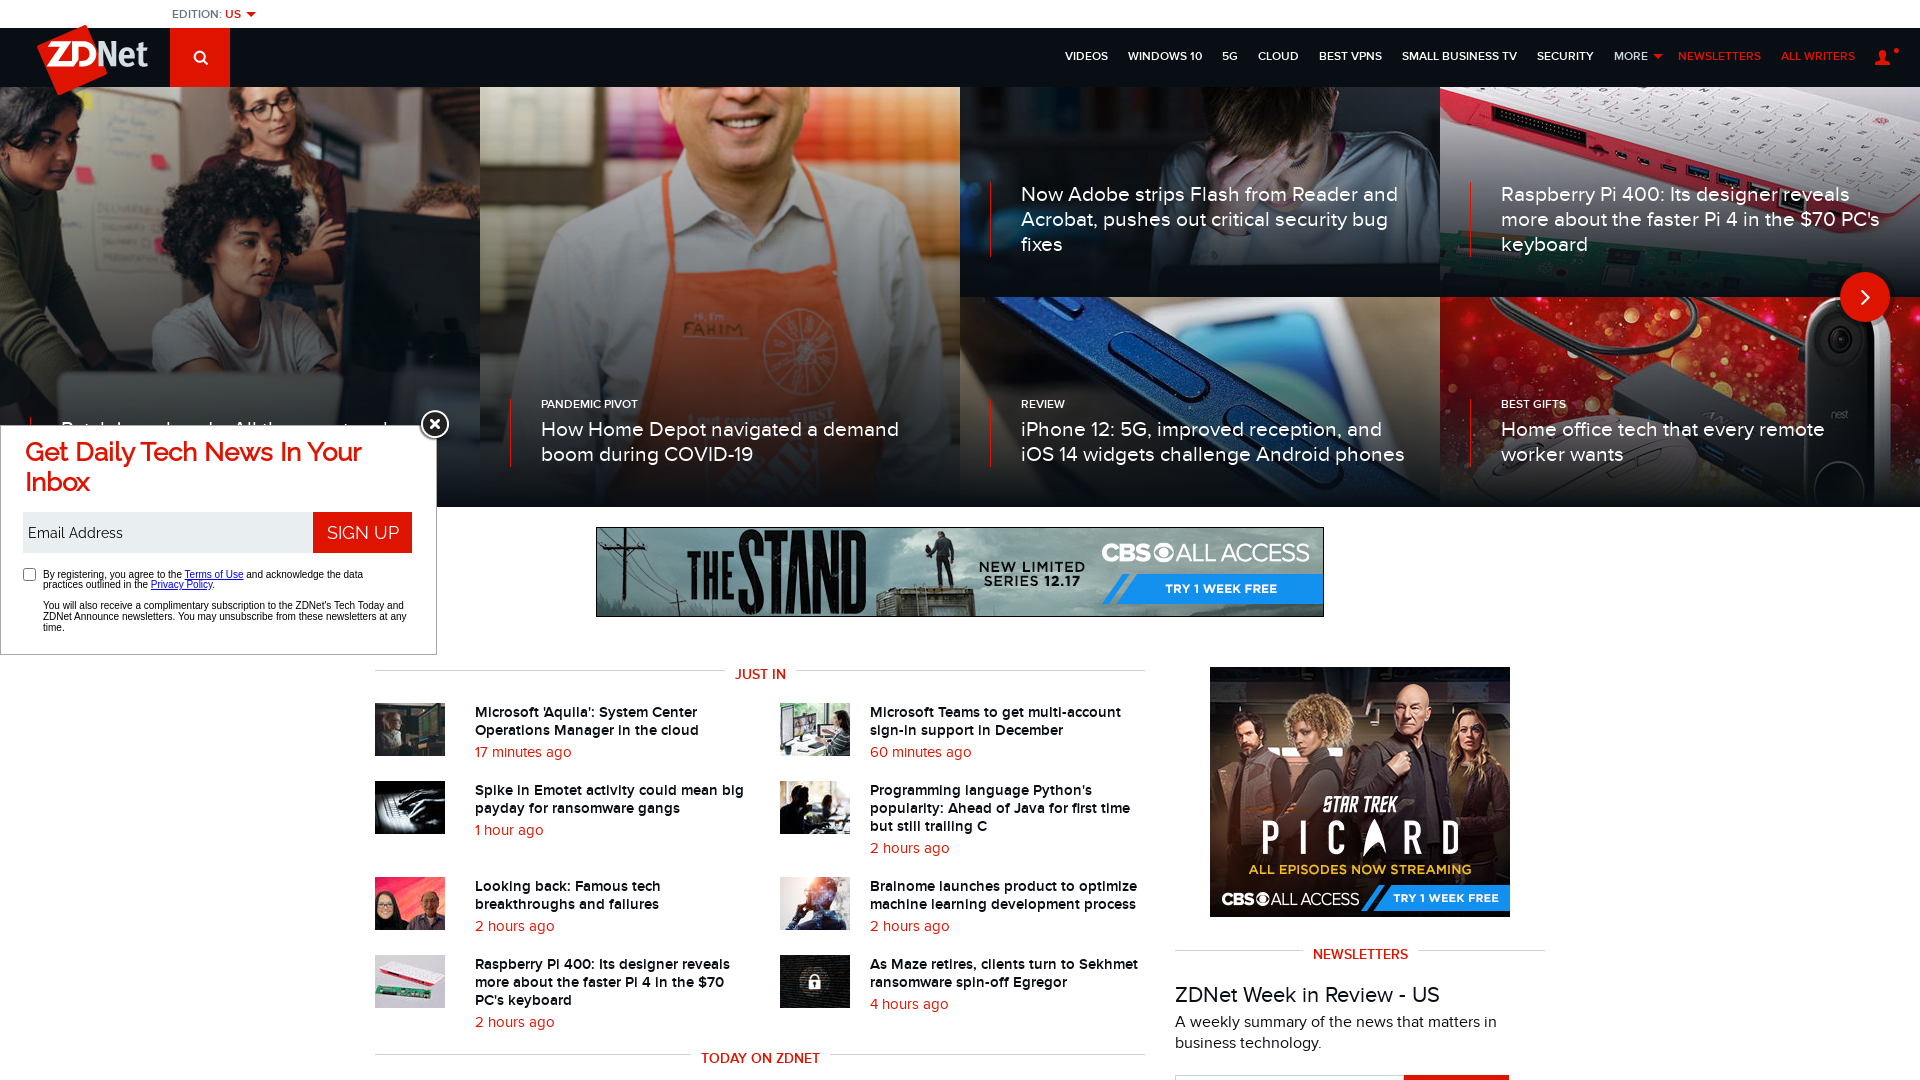 EDITION: US
ZDNet
VIDEOS
WINDOWS 10
5G
CLOUD
BEST VPNS
SMALL BUSINESS TV
SECURITY
MORE
NEWSLETTERS
ALL WRITERS
Hi, I'm
FAHIM
FIRST
PANDEMIC PIVOT
How Home Depot navigated a demand
boom during COVID-19
Now Adobe strips Flash from Reader and
Acrobat, pushes out critical security bug
fixes
Raspberry Pi 400: Its designer reveals
more about the faster Pi 4 in the $70 PC's
keyboard
REVIEW
iPhone 12: 5G, improved reception, and
iOS 14 widgets challenge Android phones
nest
BEST GIFTS
Home office tech that every remote
worker wants
Get Daily Tech News In Your
Inbox
Email Address
SIGN UP
By registering, you agree to the Terms of Use and acknowledge the data
practices outlined in the Privacy Policy.
You will also receive a complimentary subscription to the ZDNet's Tech Today and
ZDNet Announce newsletters. You may unsubscribe from these newsletters at any
time.
THE STAND
NEW LIMITED
SERIES 12.17
CBS ALL ACCESS
TRY 1 WEEK FREE
JUST IN
Microsoft 'Aquila': System Center
Operations Manager in the cloud
17 minutes ago
Microsoft Teams to get multi-account
sign-in support in December
60 minutes ago
Spike in Emotet activity could mean big
payday for ransomware gangs
1 hour ago
Programming language Python's
popularity: Ahead of Java for first time
but still trailing C
2 hours ago
Looking back: Famous tech
breakthroughs and failures
2 hours ago
Brainome launches product to optimize
machine learning development process
2 hours ago
Raspberry Pi 400: Its designer reveals
more about the faster Pi 4 in the $70
PC's keyboard
2 hours ago
As Maze retires, clients turn to Sekhmet
ransomware spin-off Egregor
4 hours ago
TODAY ON ZDNET
STAR TREK
PICARD
ALL EPISODES NOW STREAMING
CBS ALL ACCESS
TRY 1 WEEK FREE
NEWSLETTERS
ZDNet Week in Review - US
A weekly summary of the news that matters in
business technology.